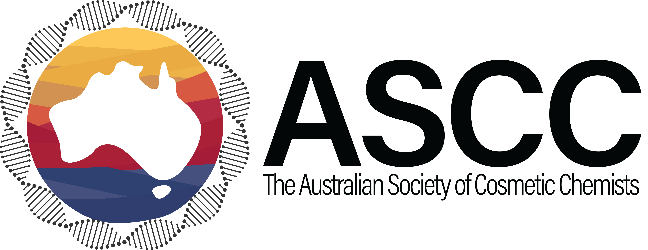 ASCC
The Australian Society of Cosmetic Chemists